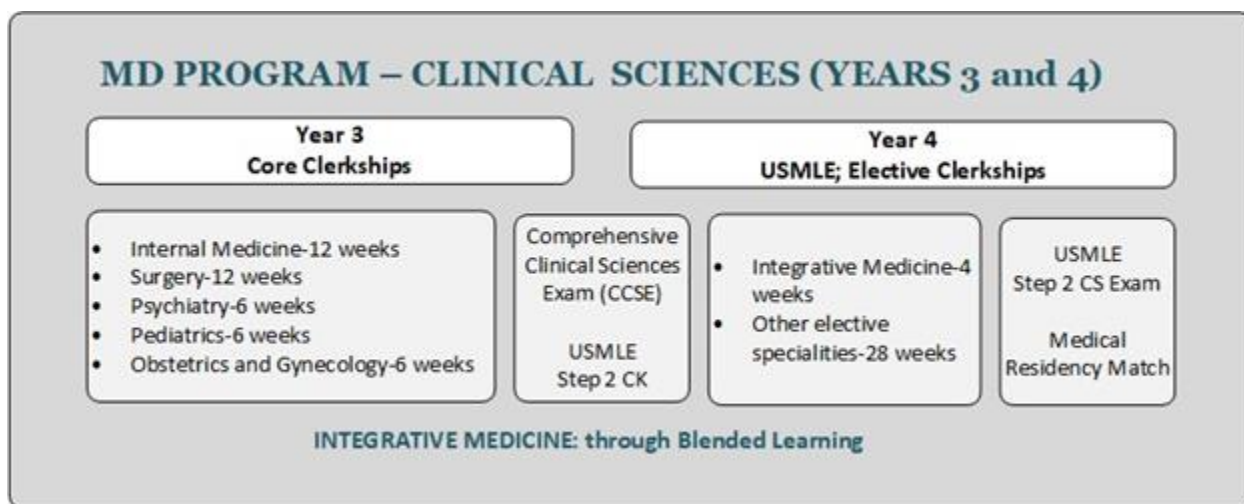 MD PROGRAM – CLINICAL SCIENCES (YEARS 3 and 4)
Year 3
Core Clerkships
Year 4
USMLE; Elective Clerkships
• Internal Medicine-12 weeks
• Surgery-12 weeks
• Psychiatry-6 weeks
• Pediatrics-6 weeks
• Obstetrics and Gynecology-6 weeks
Comprehensive
Clinical Sciences
Exam (CCSE)
USMLE
Step 2 CK
• Integrative Medicine-4
weeks
• Other elective
specialities-28 weeks
USMLE
Step 2 CS Exam
Medical
Residency Match
INTEGRATIVE MEDICINE: through Blended Learning